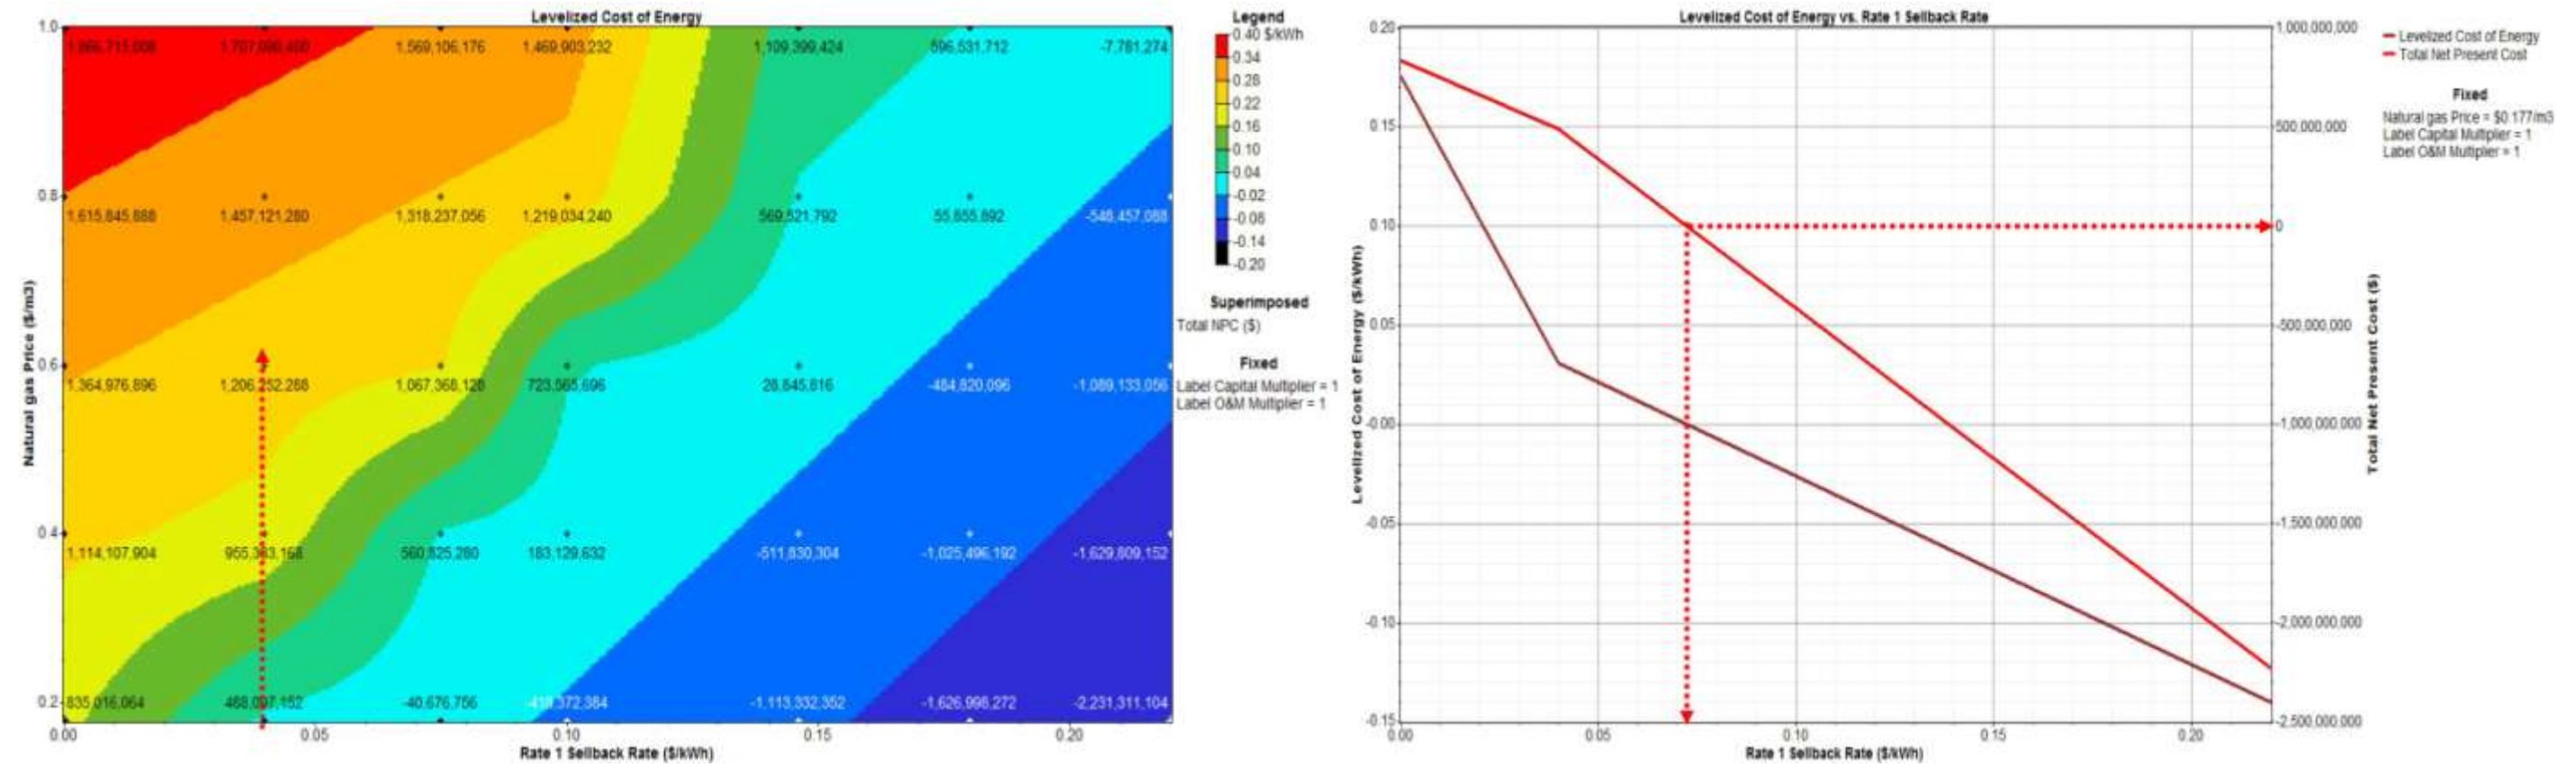 Levelized Cost of Energy
1.0
1,707,990,400 1,569,106,176 1,469,903,232 1,109,399,424 596,531,712 -7,781,274
0.8
1,615,845,888 1,457,121,280 1,318,237,056 1,219,034,240 569,521,792 55,855,892 -548,457,088
0.6
1,364,976,896 1,067,368,128 26,845,816 -484,820,096 -1,089,133,056
0.4
1,114,107,904 560,825,280 183,129,632 -511,830,304 -1,025,496,192 -1,629,809,152
0.2
835,016,064 -40,676,756 -1,113,332,352 -1,626,998,272 -2,231,311,104
0.00 0.05 0.10 0.15 0.20
Rate 1 Sellback Rate ($/kWh)
Natural gas Price ($/m3)
Legend
0.40 $/kWh
0.34
0.28
0.22
0.16
0.10
0.04
-0.02
-0.08
-0.14
-0.20
Superimposed
Total NPC ($)
Fixed
Label Capital Multiplier = 1
Label O&M Multiplier = 1
Levelized Cost of Energy vs. Rate 1 Sellback Rate
0.20
0.15
0.10
0.05
-0.00
-0.05
-0.10
-0.15
Levelized Cost of Energy ($/kWh)
0.00 0.05 0.10 0.15 0.20
Rate 1 Sellback Rate ($/kWh)
1,000,000,000
500,000,000
0
-500,000,000
-1,000,000,000
-1,500,000,000
-2,000,000,000
-2,500,000,000
Total Net Present Cost ($)
Levelized Cost of Energy
Total Net Present Cost
Fixed
Natural gas Price = $0.177/m3
Label Capital Multiplier = 1
Label O&M Multiplier = 1